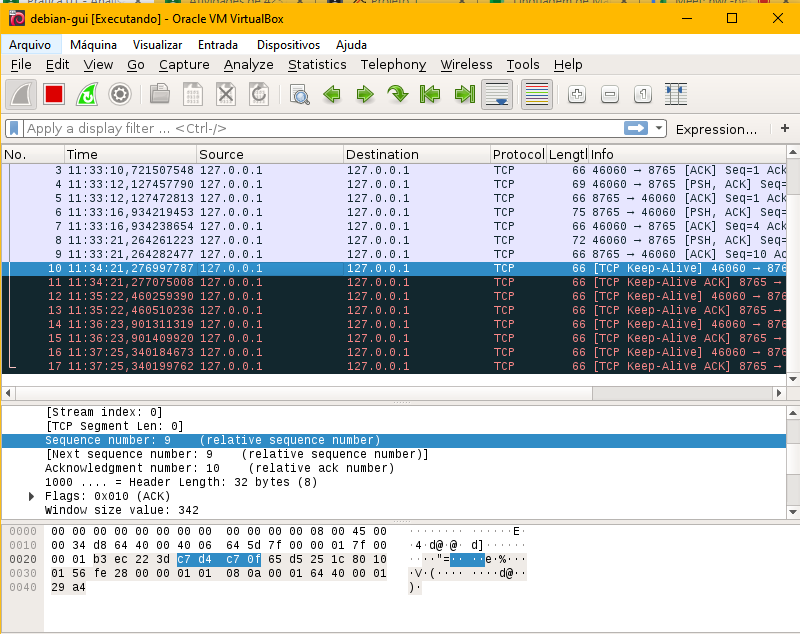 debian-gui [Executando] - Oracle VM VirtualBox
Arquivo Máquina Visualizar Entrada Dispositivos Ajuda
File Edit View Go Capture Analyze Statistics Telephony Wireless Tools Help
Apply a display filter ... <Ctrl-/> Expression... +
No. Time Source Destination Protocol Lengtl Info
3 11:33:10,721507548 127.0.0.1 127.0.0.1 TCP 66 46060 → 8765 [ACK] Seq=1 Ack
4 11:33:12,127457790 127.0.0.1 127.0.0.1 TCP 69 46060 → 8765 [PSH, ACK] Seq=
5 11:33:12,127472813 127.0.0.1 127.0.0.1 TCP 66 8765 → 46060 [ACK] Seq=1 Ack
6 11:33:16,934219453 127.0.0.1 127.0.0.1 TCP 75 8765 → 46060 [PSH, ACK] Seq=
7 11:33:16,934238654 127.0.0.1 127.0.0.1 TCP 66 46060 → 8765 [ACK] Seq=4 Ack
8 11:33:21,264261223 127.0.0.1 127.0.0.1 TCP 72 46060 → 8765 [PSH, ACK] Seq=
9 11:33:21,264282477 127.0.0.1 127.0.0.1 TCP 66 8765 → 46060 [ACK] Seq=10 Ac
10 11:34:21,276997787 127.0.0.1 127.0.0.1 TCP 66 [TCP Keep-Alive] 46060 → 876
11 11:34:21,277075008 127.0.0.1 127.0.0.1 TCP 66 [TCP Keep-Alive ACK] 8765 →
12 11:35:22,460259390 127.0.0.1 127.0.0.1 TCP 66 [TCP Keep-Alive] 46060 → 876
13 11:35:22,460510236 127.0.0.1 127.0.0.1 TCP 66 [TCP Keep-Alive ACK] 8765 →
14 11:36:23,901311319 127.0.0.1 127.0.0.1 TCP 66 [TCP Keep-Alive] 46060 → 876
15 11:36:23,901409920 127.0.0.1 127.0.0.1 TCP 66 [TCP Keep-Alive ACK] 8765 →
16 11:37:25,340184673 127.0.0.1 127.0.0.1 TCP 66 [TCP Keep-Alive] 46060 → 876
17 11:37:25,340199762 127.0.0.1 127.0.0.1 TCP 66 [TCP Keep-Alive ACK] 8765 →
[Stream index: 0]
[TCP Segment Len: 0]
Sequence number: 9 (relative sequence number)
[Next sequence number: 9 (relative sequence number)]
Acknowledgment number: 10 (relative ack number)
1000 .... = Header Length: 32 bytes (8)
Flags: 0x010 (ACK)
Window size value: 342
0000 00 00 00 00 00 00 00 00 00 00 00 00 08 00 45 00 ········ ······E·
0010 00 34 d8 64 40 00 40 06 64 5d 7f 00 00 01 7f 00 ·4·d@·@· d]······
0020 00 01 b3 ec 22 3d c7 d4 c7 0f 65 d5 25 1c 80 10 ····"=·· ··e·%···
0030 01 56 fe 28 00 00 01 01 08 0a 00 01 64 40 00 01 ·V·(···· ····d@··
0040 29 a4 )·